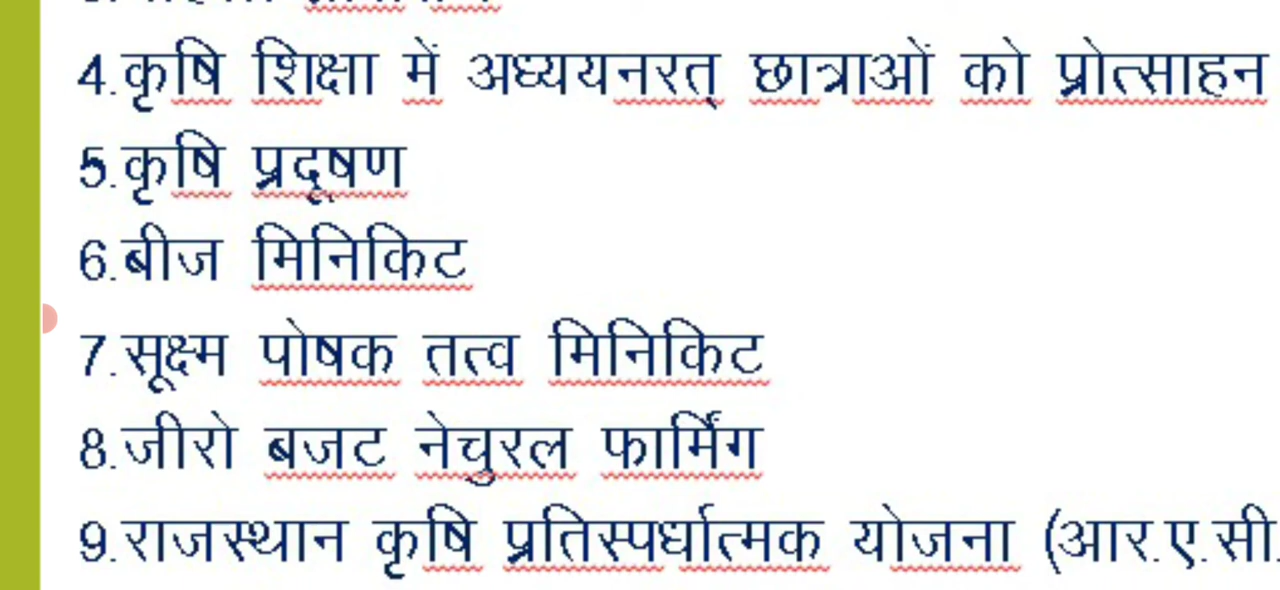 4.कृषि शिक्षा में अध्ययनरत् छात्राओं को प्रोत्साहन
5.कृषि प्रदूषण
6.बीज मिनिकिट
7.सूक्ष्म पोषक तत्व मिनिकिट
8.जीरो बजट नेचुरल फार्मिंग
9.राजस्थान कृषि प्रतिस्पर्धात्मक योजना (आर.ए.सी.